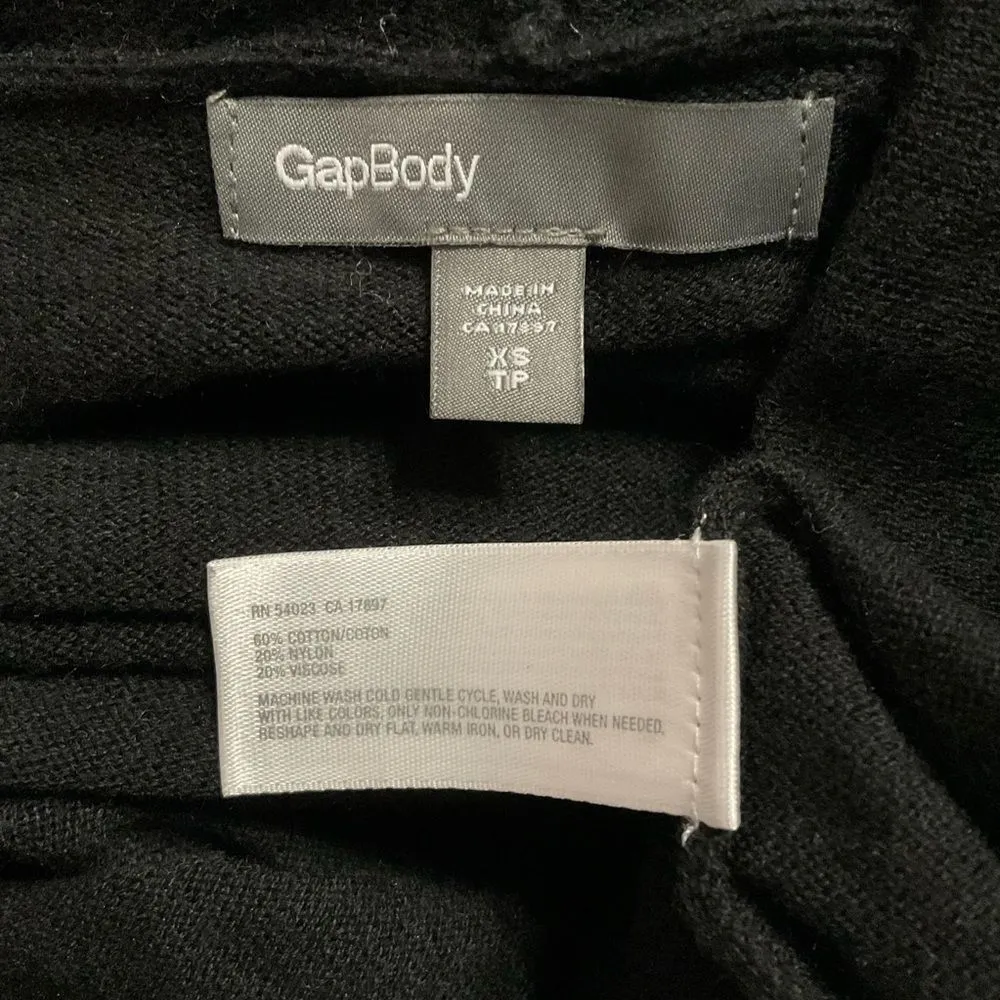 GapBody
MADE IN
CHINA
CA 17897
XS
TP
RN 54023 CA 17897
60% COTTON/COTON
20% NYLON
20% VISCOSE
MACHINE WASH COLD GENTLE CYCLE, WASH AND DRY
WITH LIKE COLORS, ONLY NON-CHLORINE BLEACH WHEN NEEDED,
RESHAPE AND DRY FLAT, WARM IRON, OR DRY CLEAN.